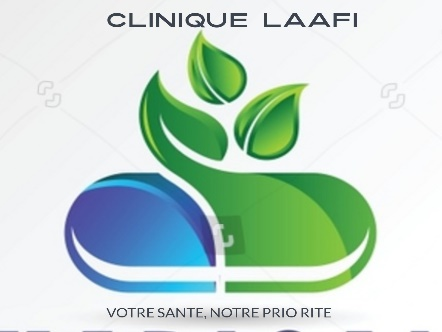 CLINIQUE LAAFI
VOTRE SANTE, NOTRE PRIO RITE